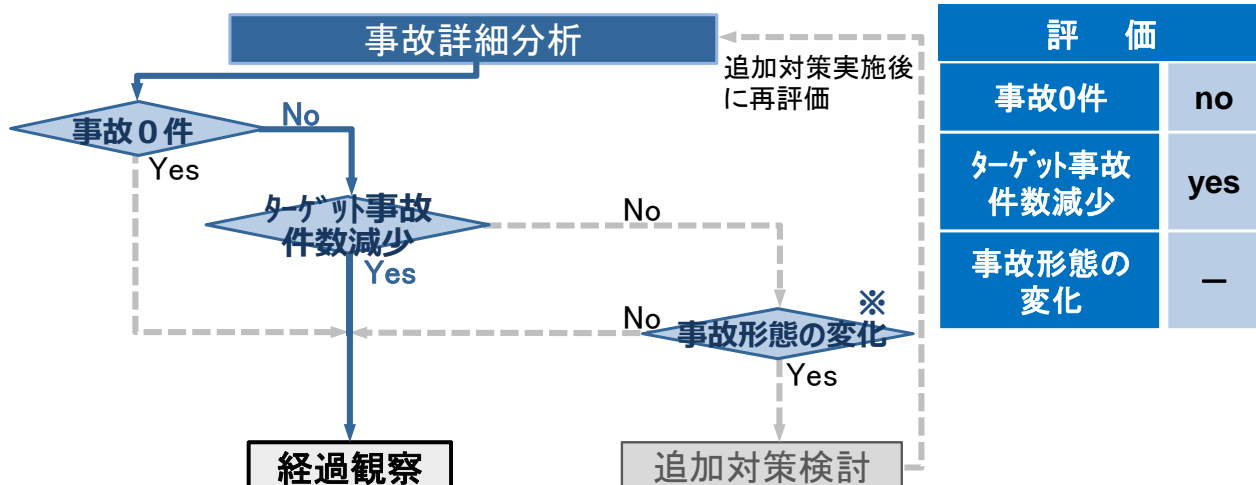 事故詳細分析
追加対策実施後
に再評価
事故０件
No
Yes
ﾀｰｹﾞｯﾄ事故
件数減少
No
Yes
※
No
事故形態の変化
Yes
経過観察
追加対策検討
評　価
事故0件
no
ﾀｰｹﾞｯﾄ事故
件数減少
yes
事故形態の
変化
―